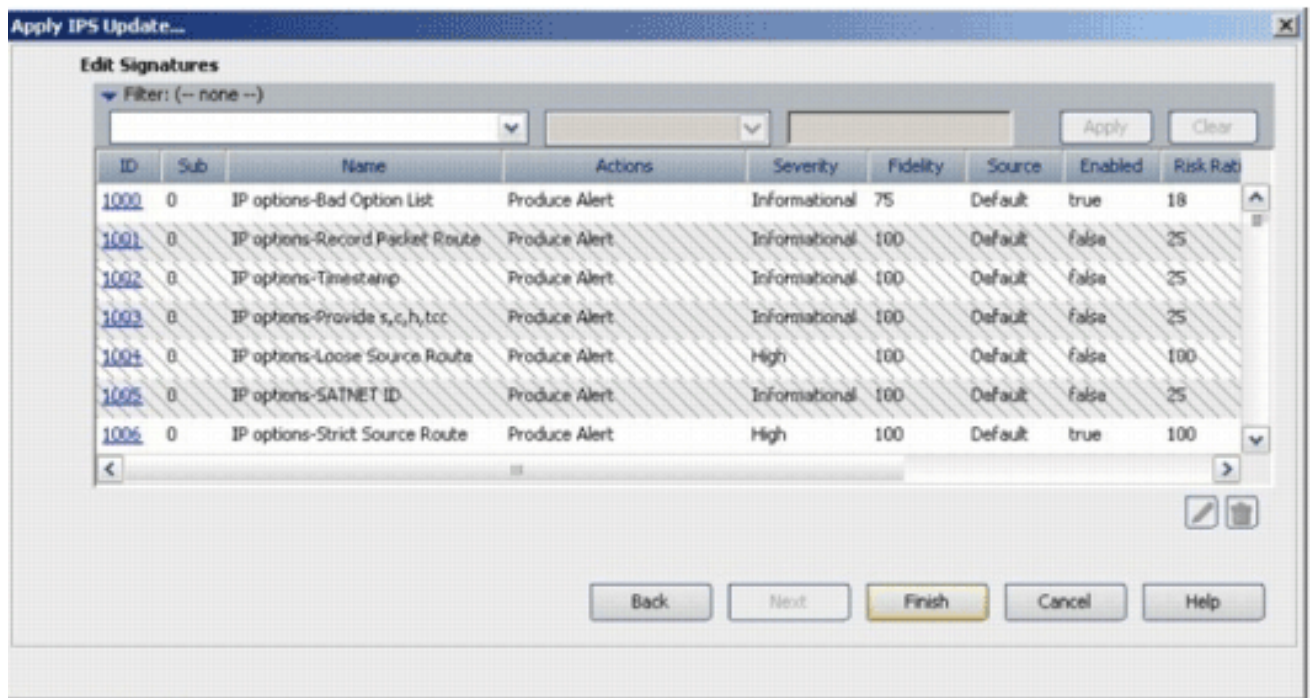 Apply IPS Update...
Edit Signatures
Filter: (-- none --)
Apply Clear
ID Sub Name Actions Severity Fidelity Source Enabled Risk Rati
1000 0 IP options-Bad Option List Produce Alert Informational 75 Default true 18
1001 0 IP options-Record Packet Route Produce Alert Informational 100 Default false 25
1002 0 IP options-Timestamp Produce Alert Informational 100 Default false 25
1003 0 IP options-Provide s,c,h,tcc Produce Alert Informational 100 Default false 25
1004 0 IP options-Loose Source Route Produce Alert High 100 Default false 100
1005 0 IP options-SATNET ID Produce Alert Informational 100 Default false 25
1006 0 IP options-Strict Source Route Produce Alert High 100 Default true 100
Back Next Finish Cancel Help